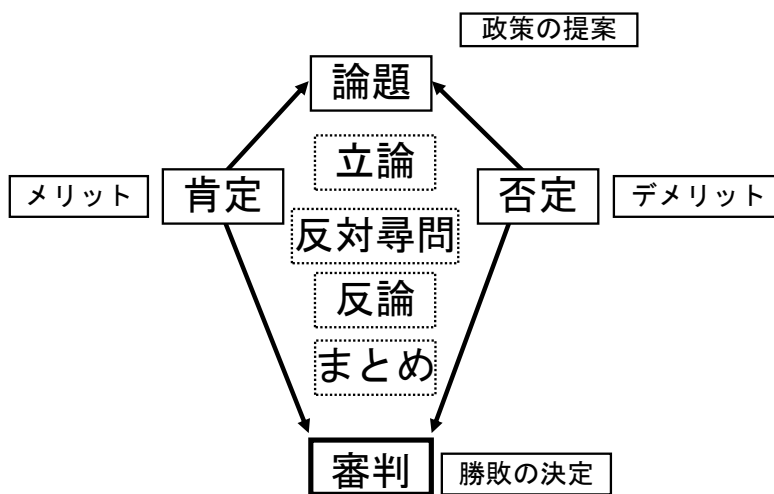 政策の提案
論題
立論
メリット
肯定
否定
デメリット
反対尋問
反論
まとめ
審判
勝敗の決定